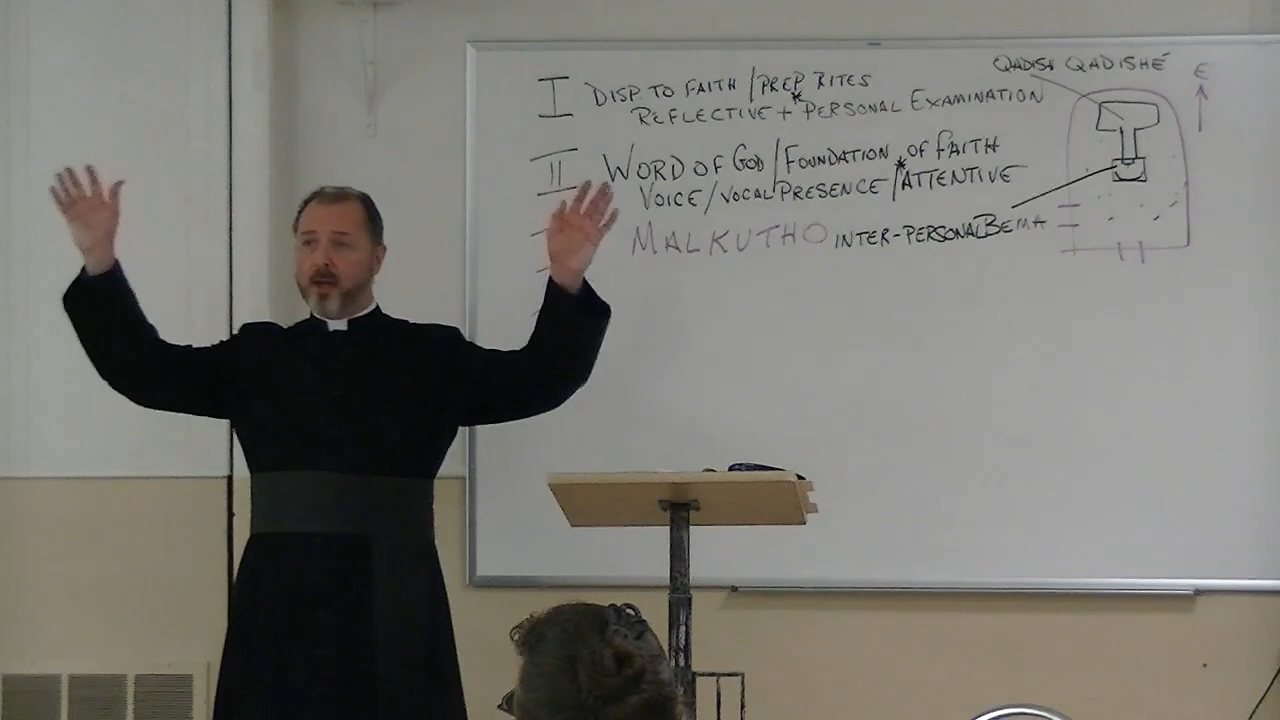 QADISH QADISHÉ
E
I DISP TO FAITH / PREP RITES
REFLECTIVE + *PERSONAL EXAMINATION
II WORD OF GOD / FOUNDATION OF FAITH
VOICE / VOCAL PRESENCE / *ATTENTIVE
MALKUTHO INTER-PERSONAL BEMA